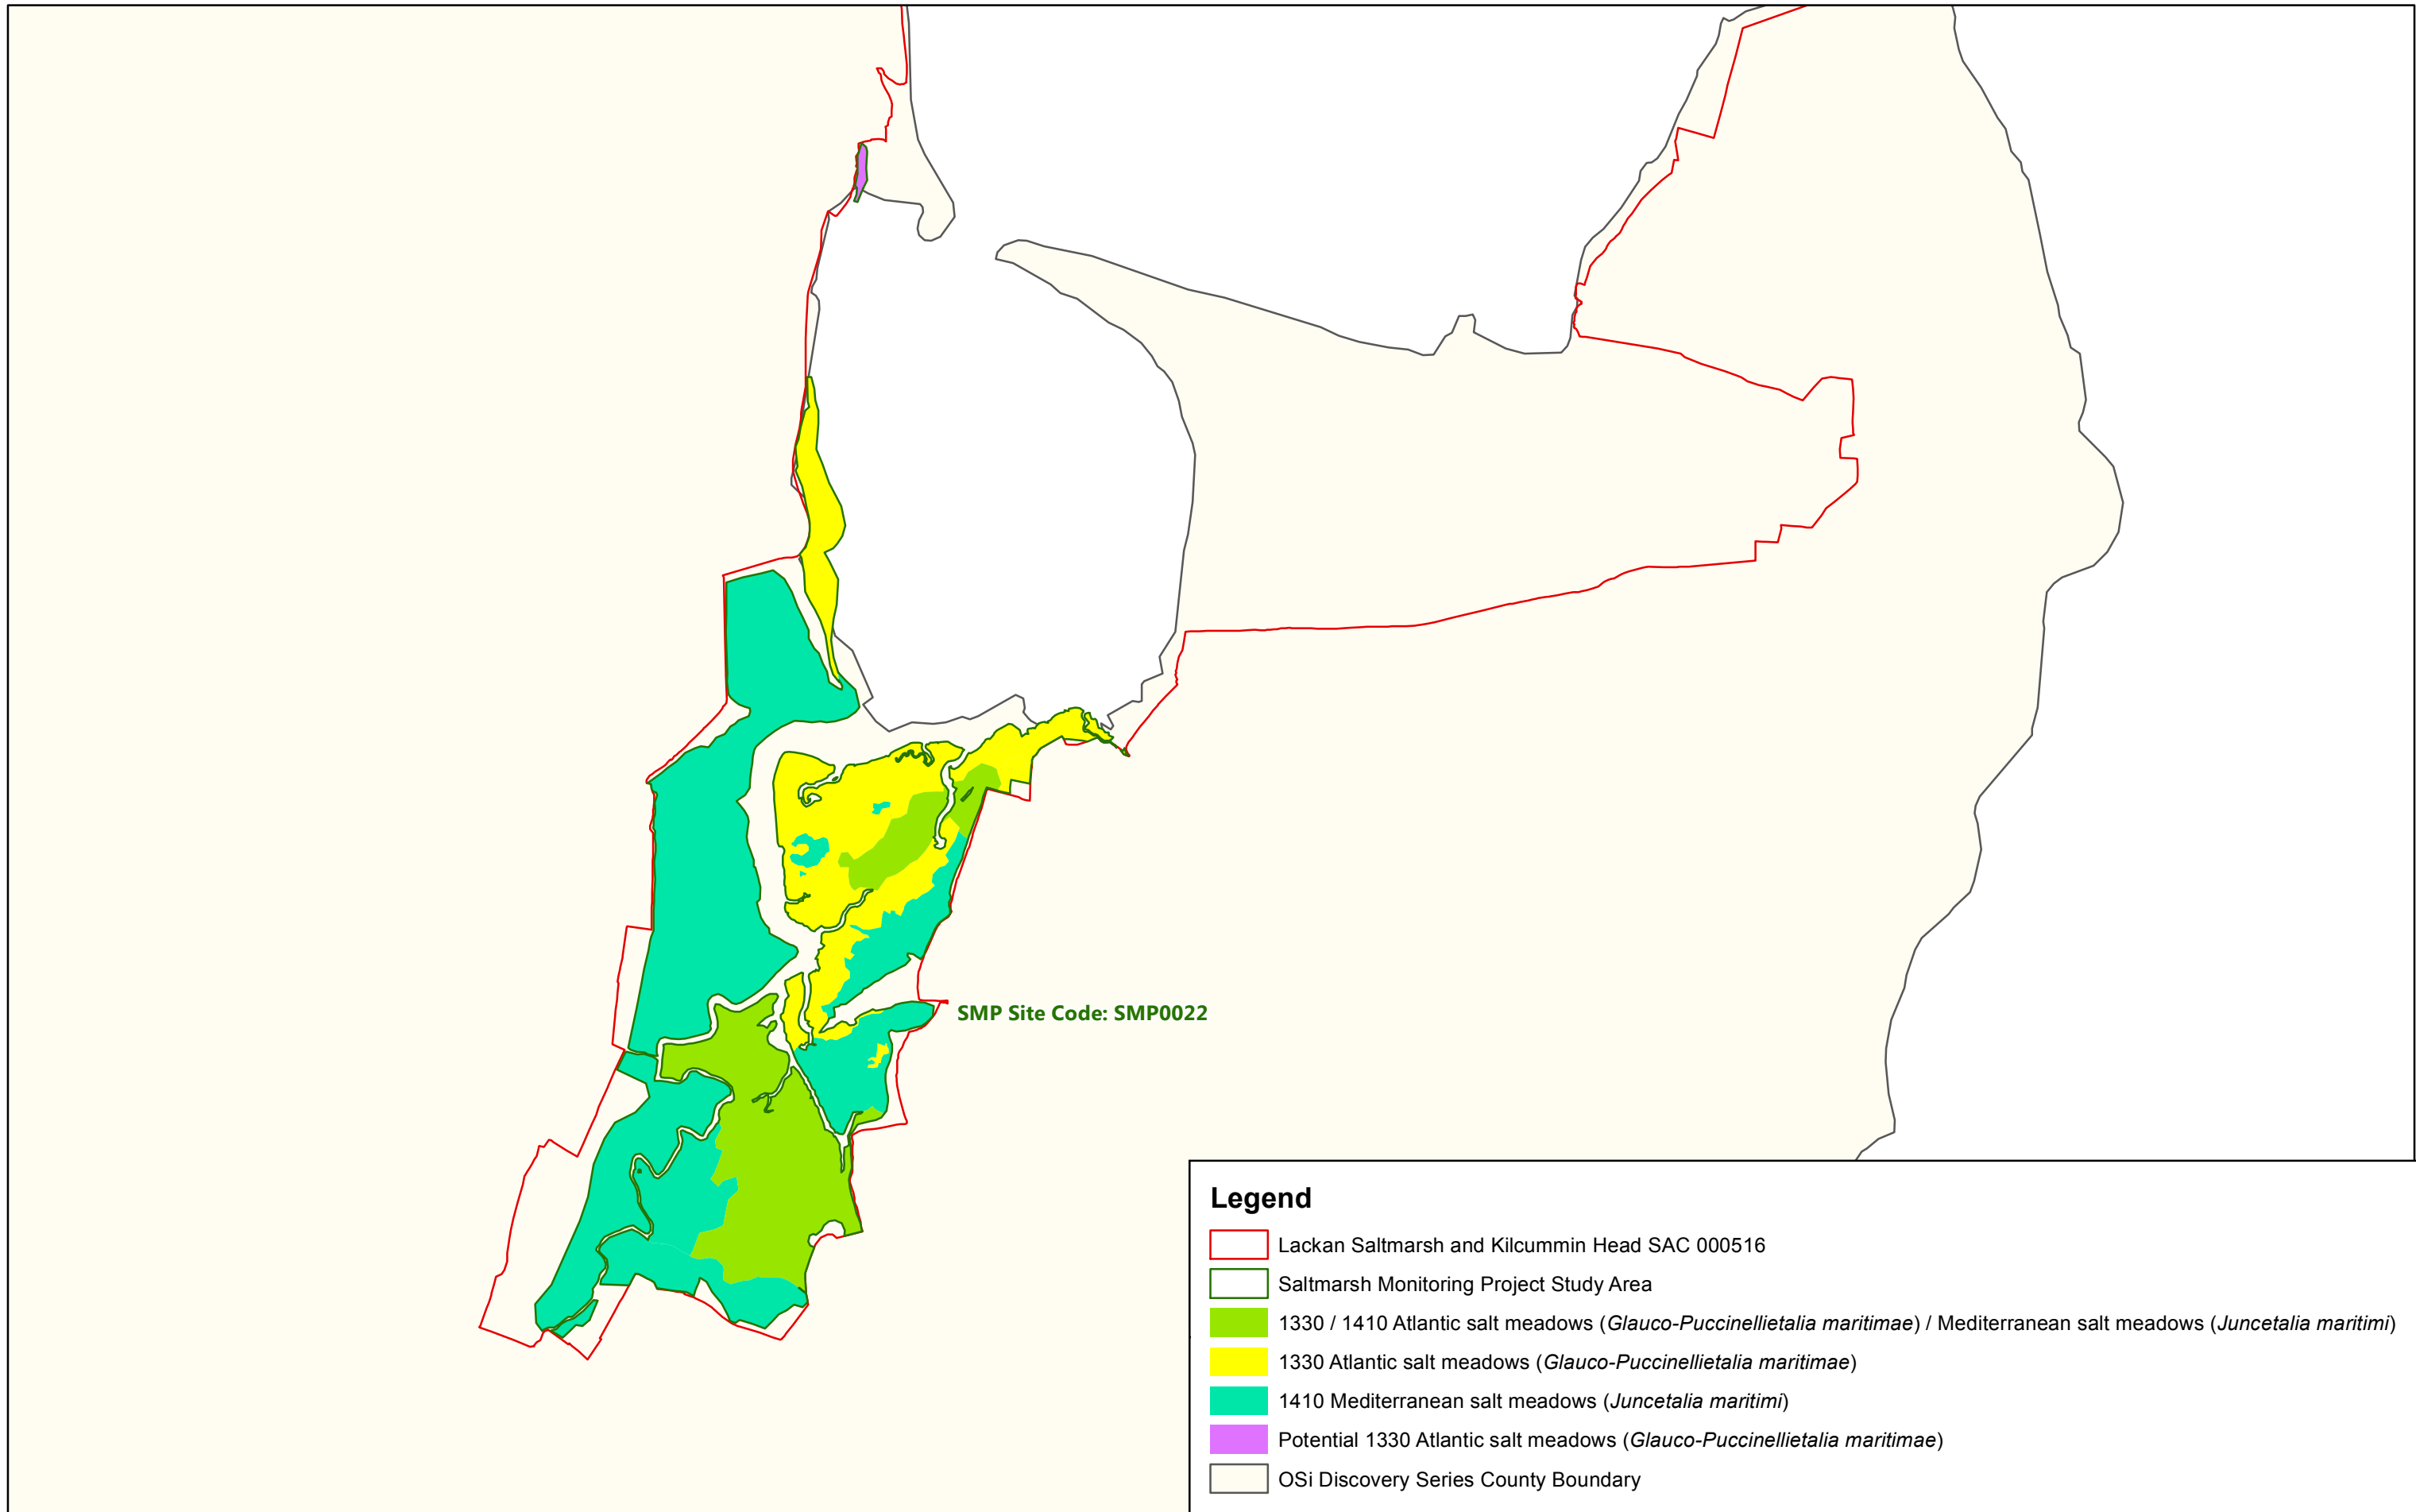 SMP Site Code: SMP0022
Legend
Lackan Saltmarsh and Kilcummin Head SAC 000516
Saltmarsh Monitoring Project Study Area
1330 / 1410 Atlantic salt meadows (Glauco-Puccinellietalia maritimae) / Mediterranean salt meadows (Juncetalia maritimi)
1330 Atlantic salt meadows (Glauco-Puccinellietalia maritimae)
1410 Mediterranean salt meadows (Juncetalia maritimi)
Potential 1330 Atlantic salt meadows (Glauco-Puccinellietalia maritimae)
OSi Discovery Series County Boundary